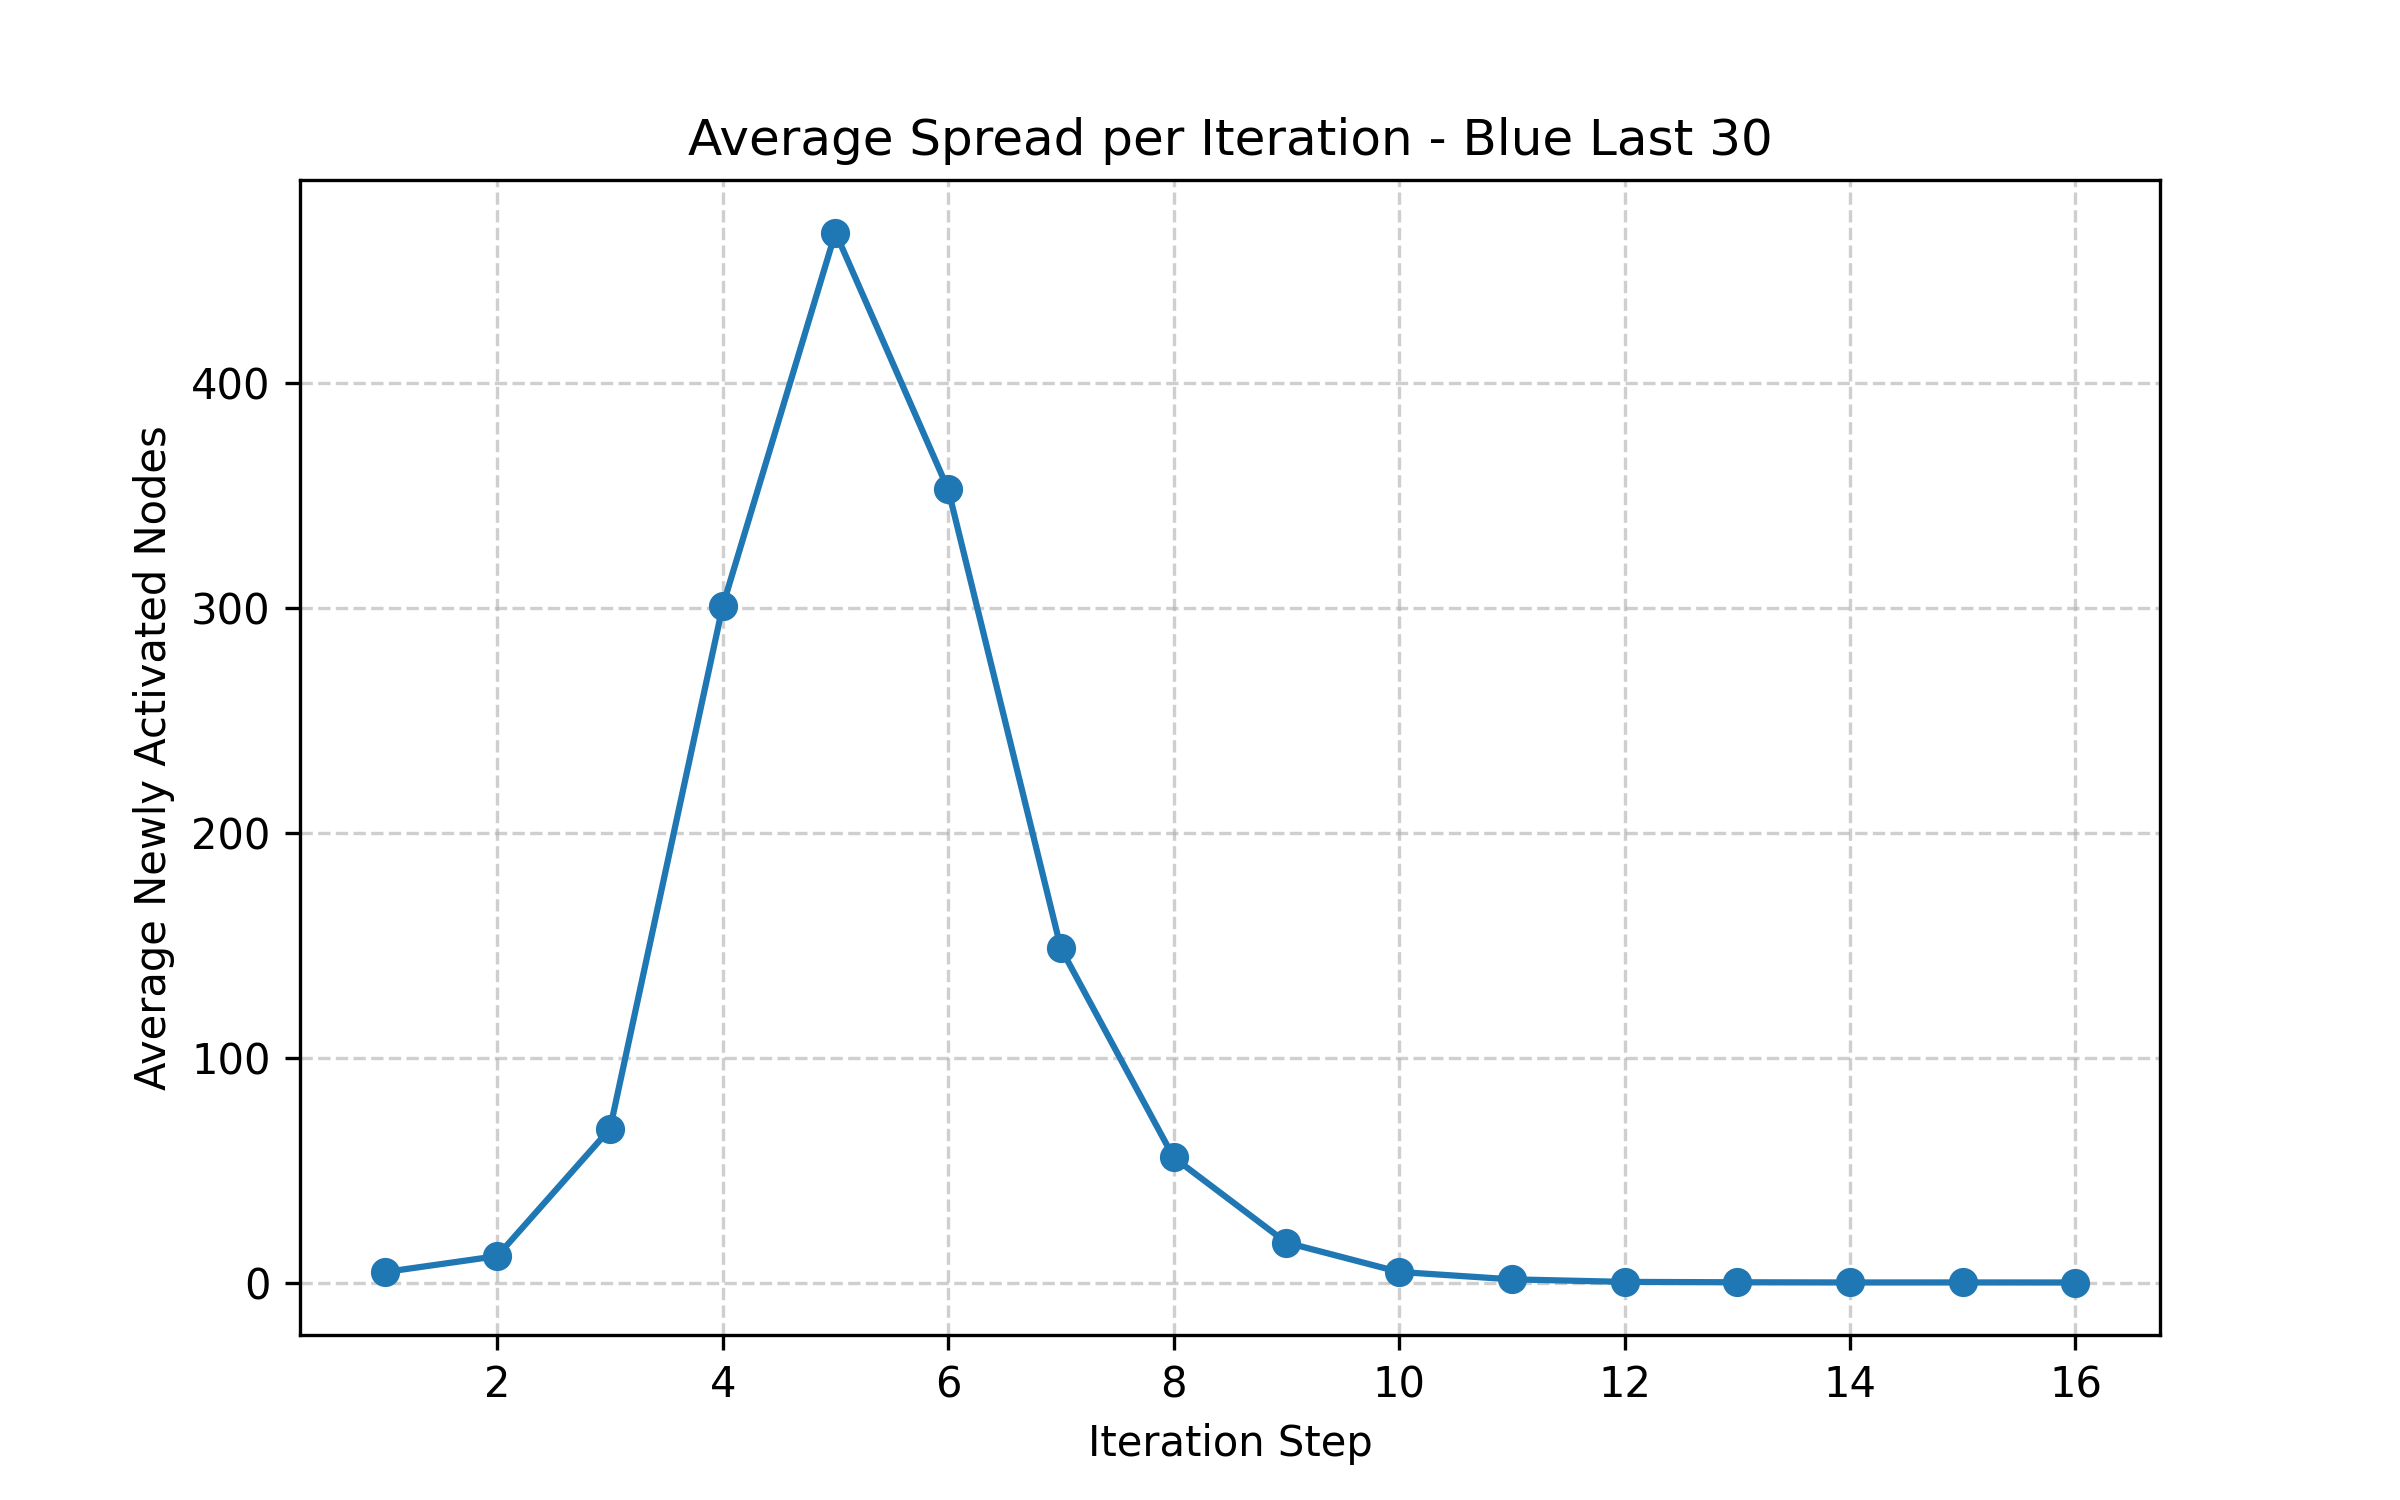 Average Spread per Iteration - Blue Last 30
Average Newly Activated Nodes
400
300
200
100
0
2 4 6 8 10 12 14 16
Iteration Step